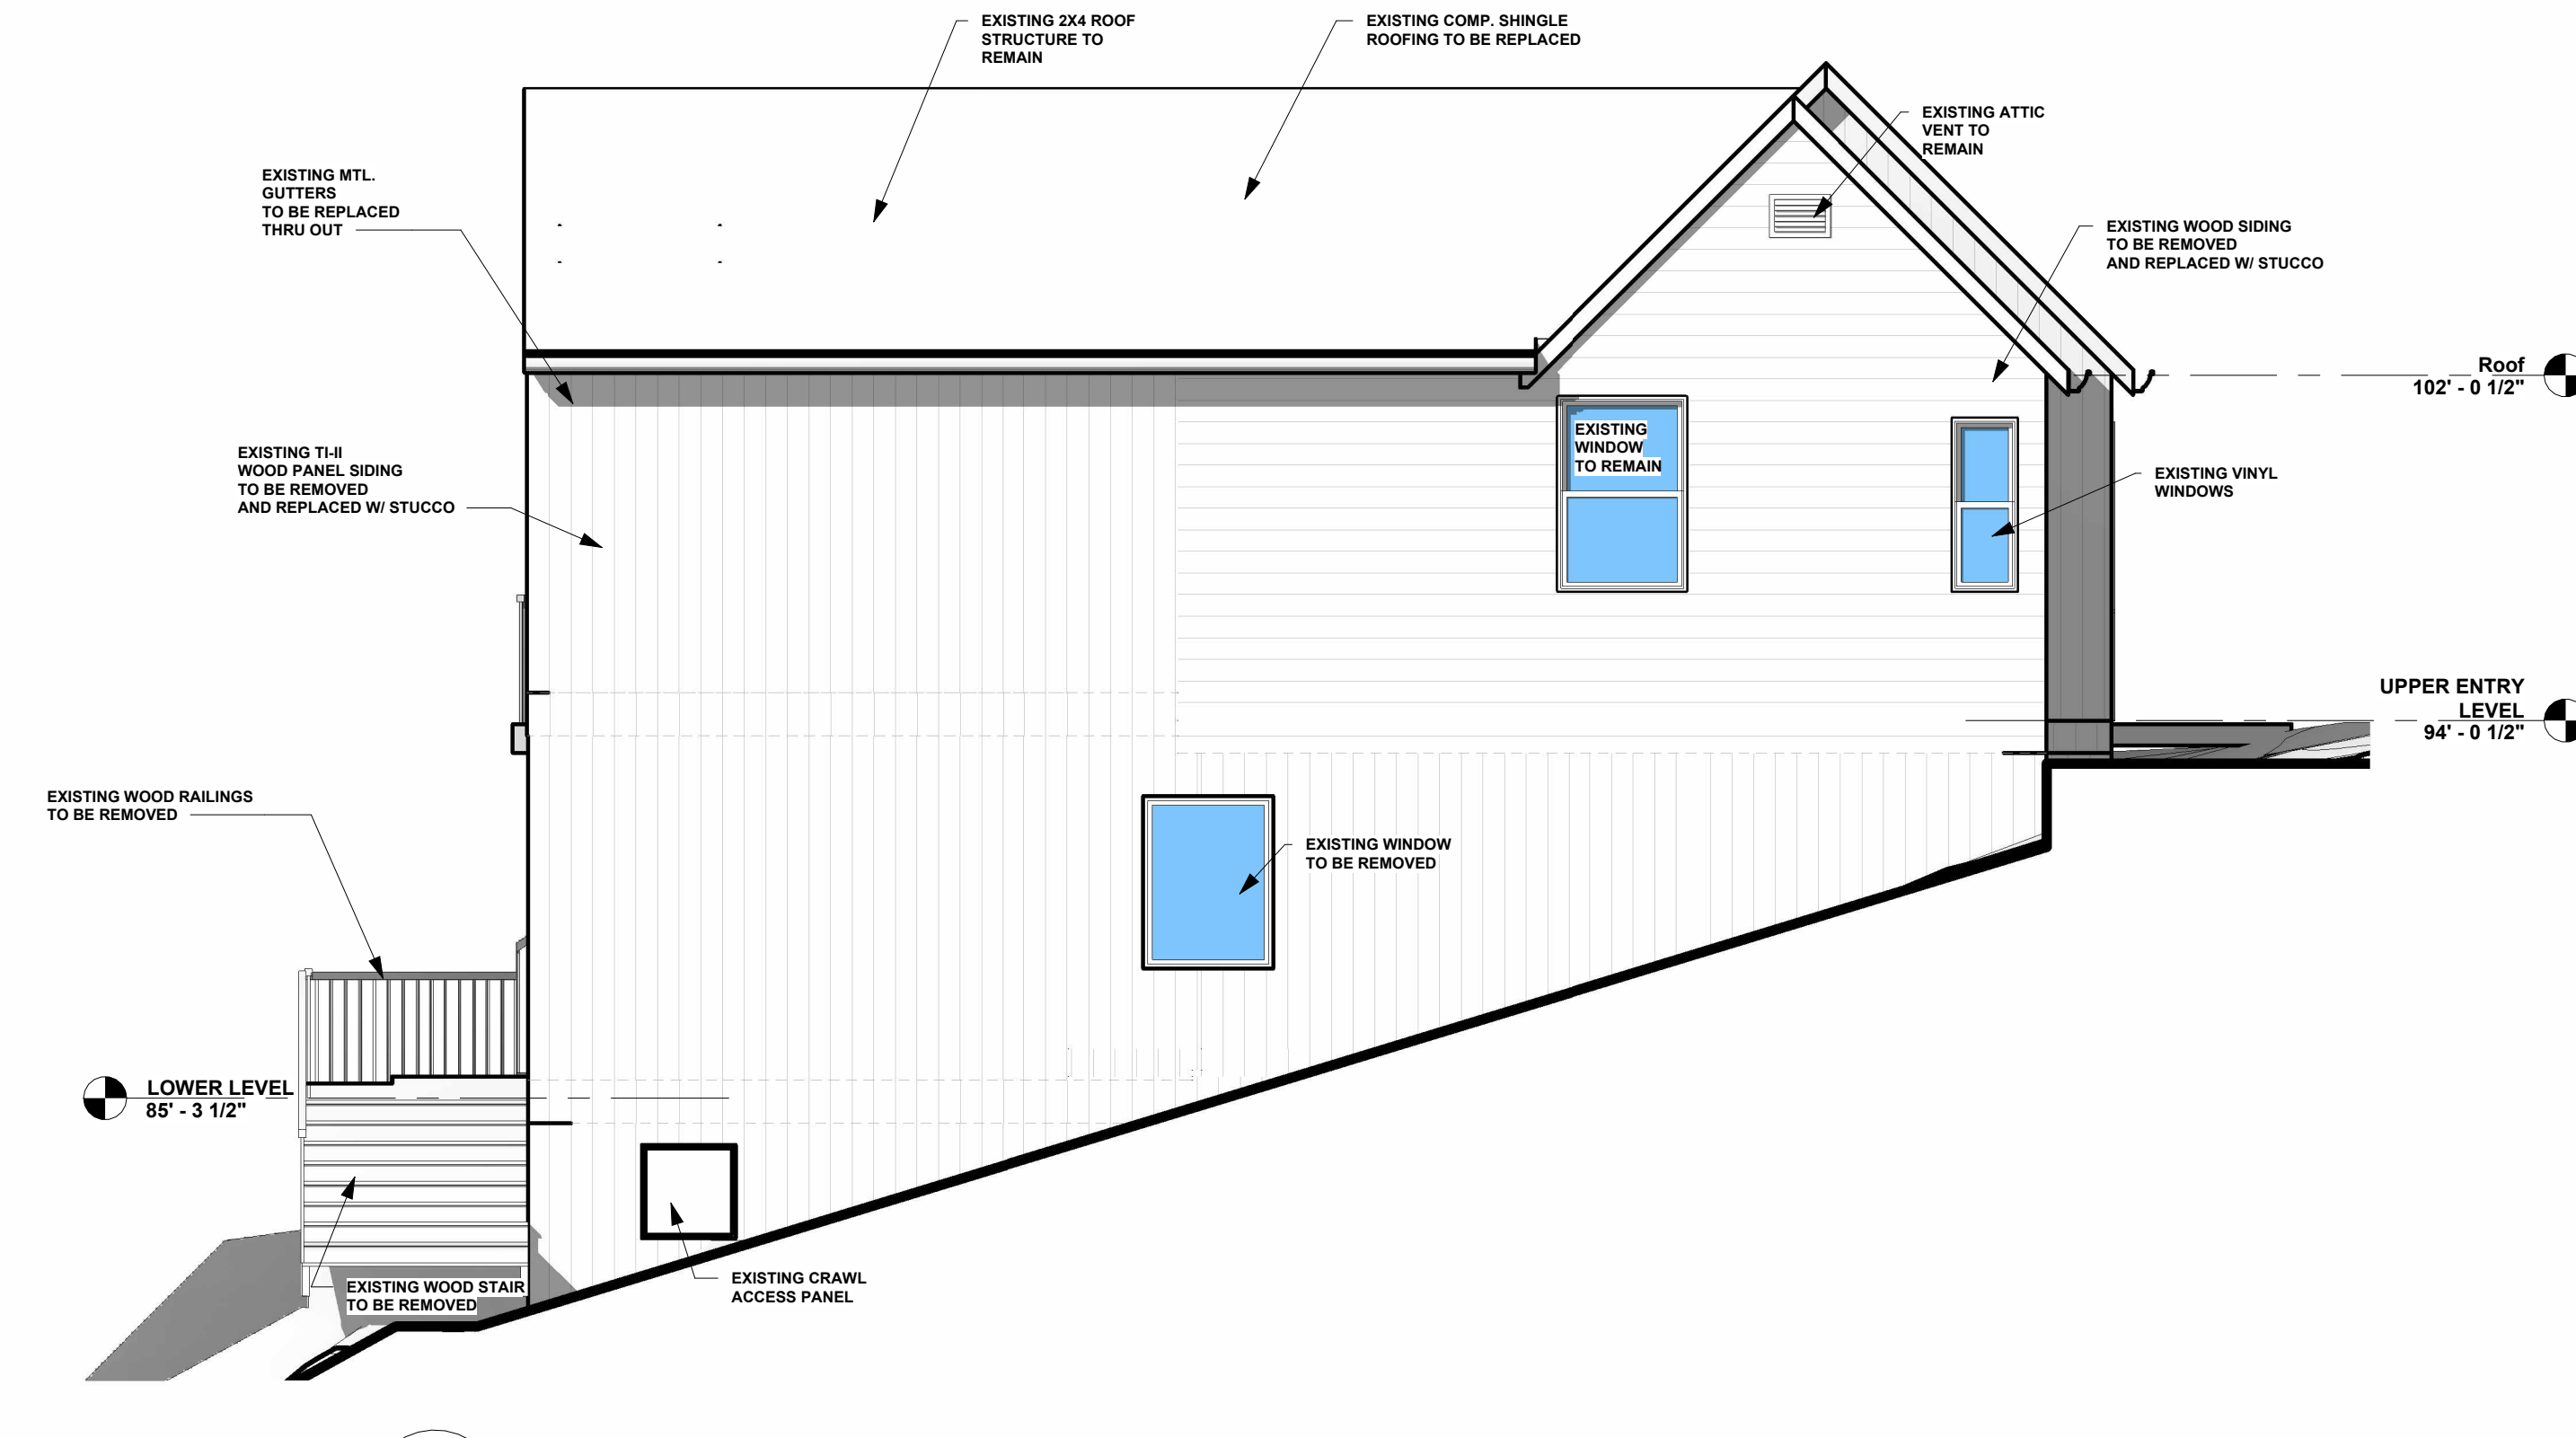 EXISTING 2X4 ROOF
STRUCTURE TO
REMAIN
EXISTING COMP. SHINGLE
ROOFING TO BE REPLACED
EXISTING ATTIC
VENT TO
REMAIN
EXISTING MTL.
GUTTERS
TO BE REPLACED
THRU OUT
EXISTING WOOD SIDING
TO BE REMOVED
AND REPLACED W/ STUCCO
Roof
102' - 0 1/2"
EXISTING
WINDOW
TO REMAIN
EXISTING TI-II
WOOD PANEL SIDING
TO BE REMOVED
AND REPLACED W/ STUCCO
EXISTING VINYL
WINDOWS
UPPER ENTRY
LEVEL
94' - 0 1/2"
EXISTING WOOD RAILINGS
TO BE REMOVED
EXISTING WINDOW
TO BE REMOVED
LOWER LEVEL
85' - 3 1/2"
EXISTING WOOD STAIR
TO BE REMOVED
EXISTING CRAWL
ACCESS PANEL